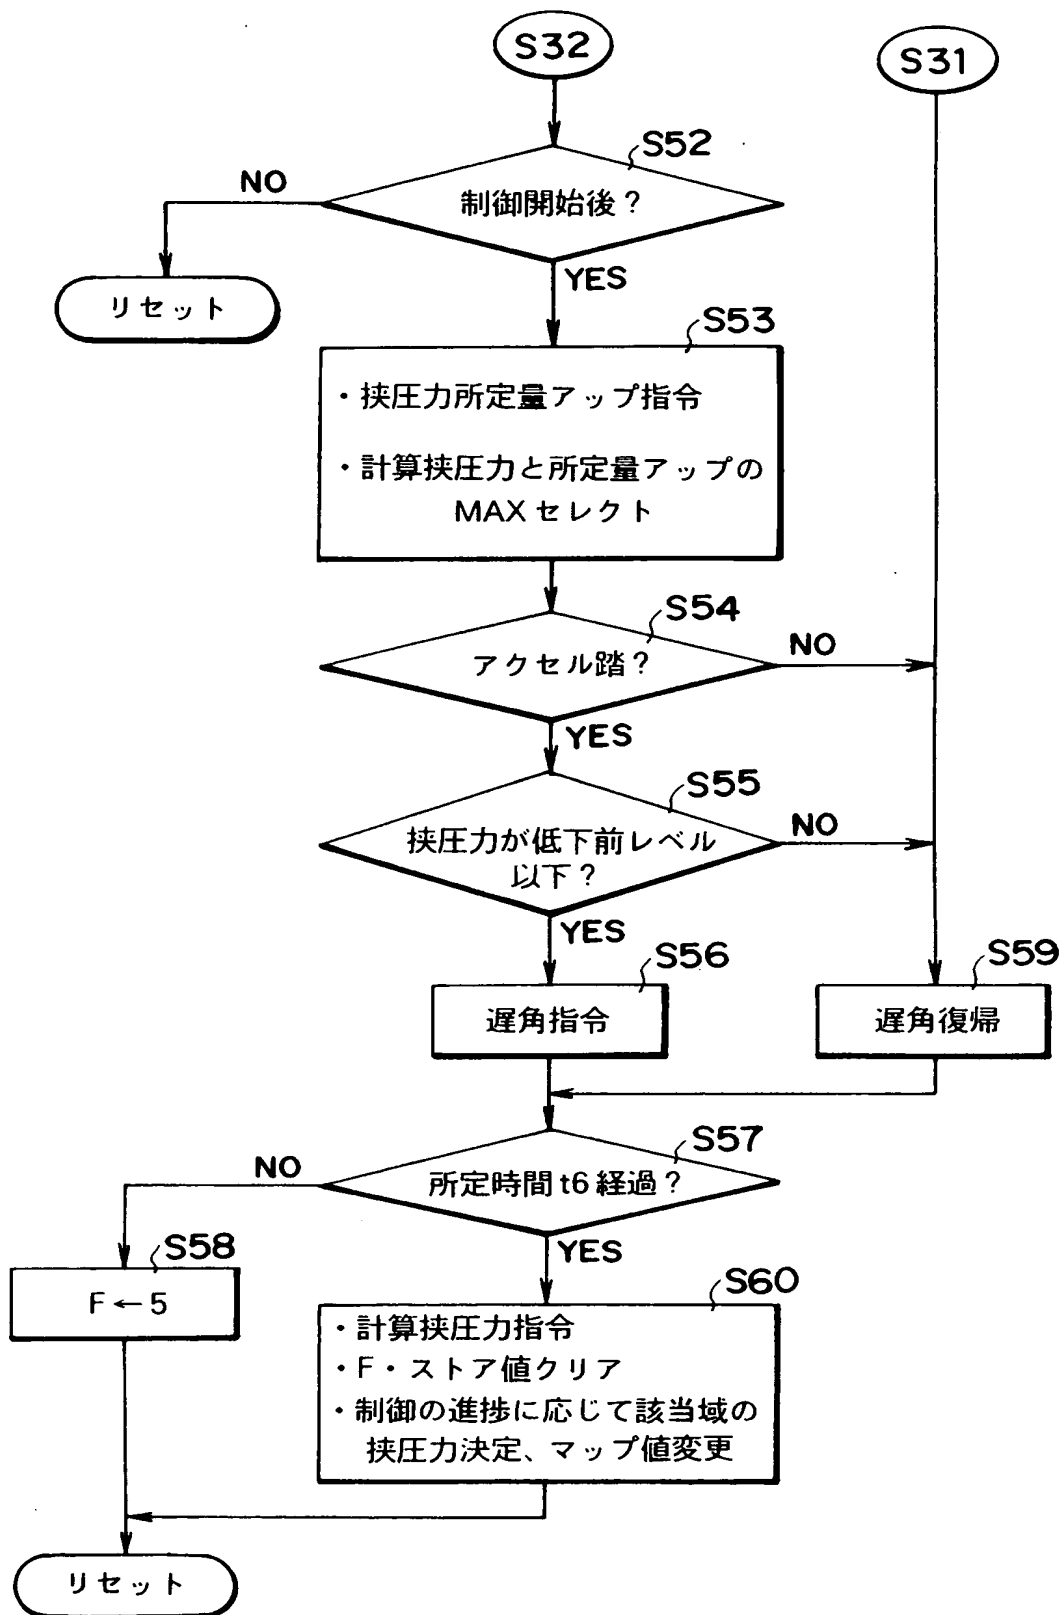 S32
S31
S52
NO
制御開始後？
YES
リセット
S53
・挟圧力所定量アップ指令
・計算挟圧力と所定量アップの
MAXセレクト
S54
アクセル踏？
NO
YES
S55
挟圧力が低下前レベル
以下？
NO
YES
S56
遅角指令
S59
遅角復帰
S57
NO
所定時間t6経過？
YES
S58
F←5
S60
・計算挟圧力指令
・F・ストア値クリア
・制御の進捗に応じて該当域の
挟圧力決定、マップ値変更
リセット